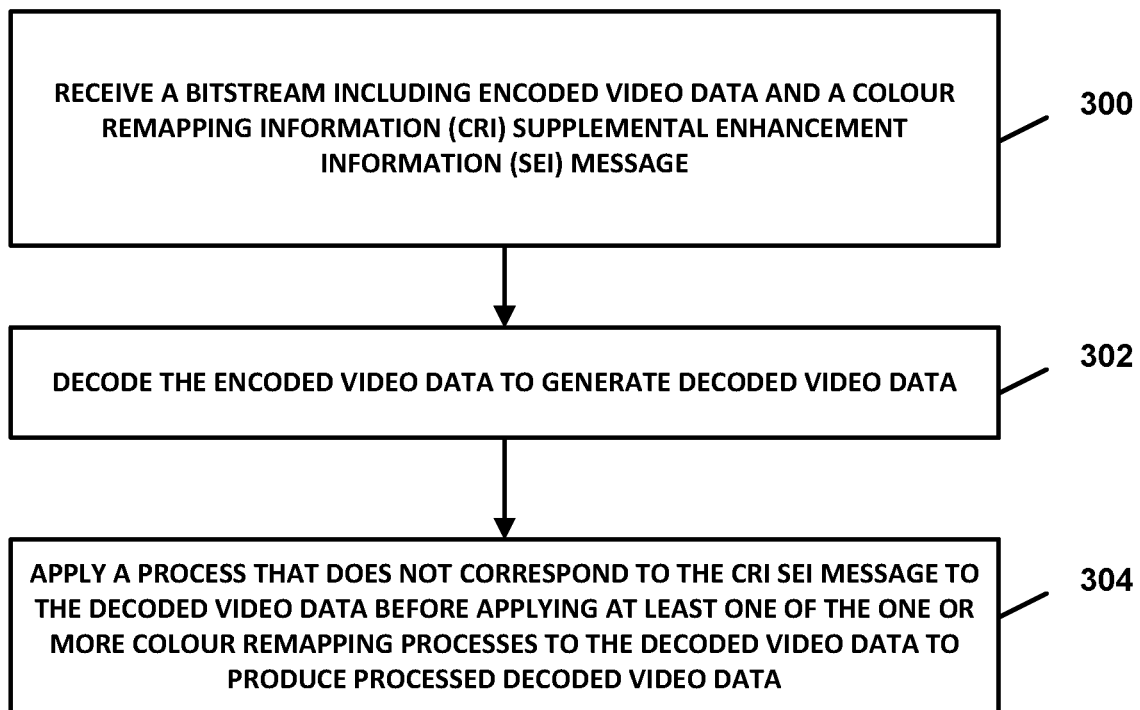 RECEIVE A BITSTREAM INCLUDING ENCODED VIDEO DATA AND A COLOUR
REMAPPING INFORMATION (CRI) SUPPLEMENTAL ENHANCEMENT
INFORMATION (SEI) MESSAGE
300
DECODE THE ENCODED VIDEO DATA TO GENERATE DECODED VIDEO DATA
302
APPLY A PROCESS THAT DOES NOT CORRESPOND TO THE CRI SEI MESSAGE TO
THE DECODED VIDEO DATA BEFORE APPLYING AT LEAST ONE OF THE ONE OR
MORE COLOUR REMAPPING PROCESSES TO THE DECODED VIDEO DATA TO
PRODUCE PROCESSED DECODED VIDEO DATA
304